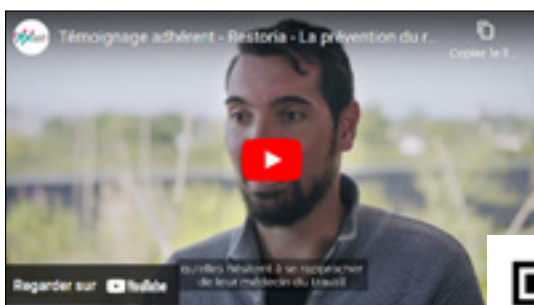 Témoignage adhérent - Restoria - La prévention du r...
Copier le li...
qu'elles hésitent à se rapprocher
de leur médecin du travail
Regarder sur YouTube